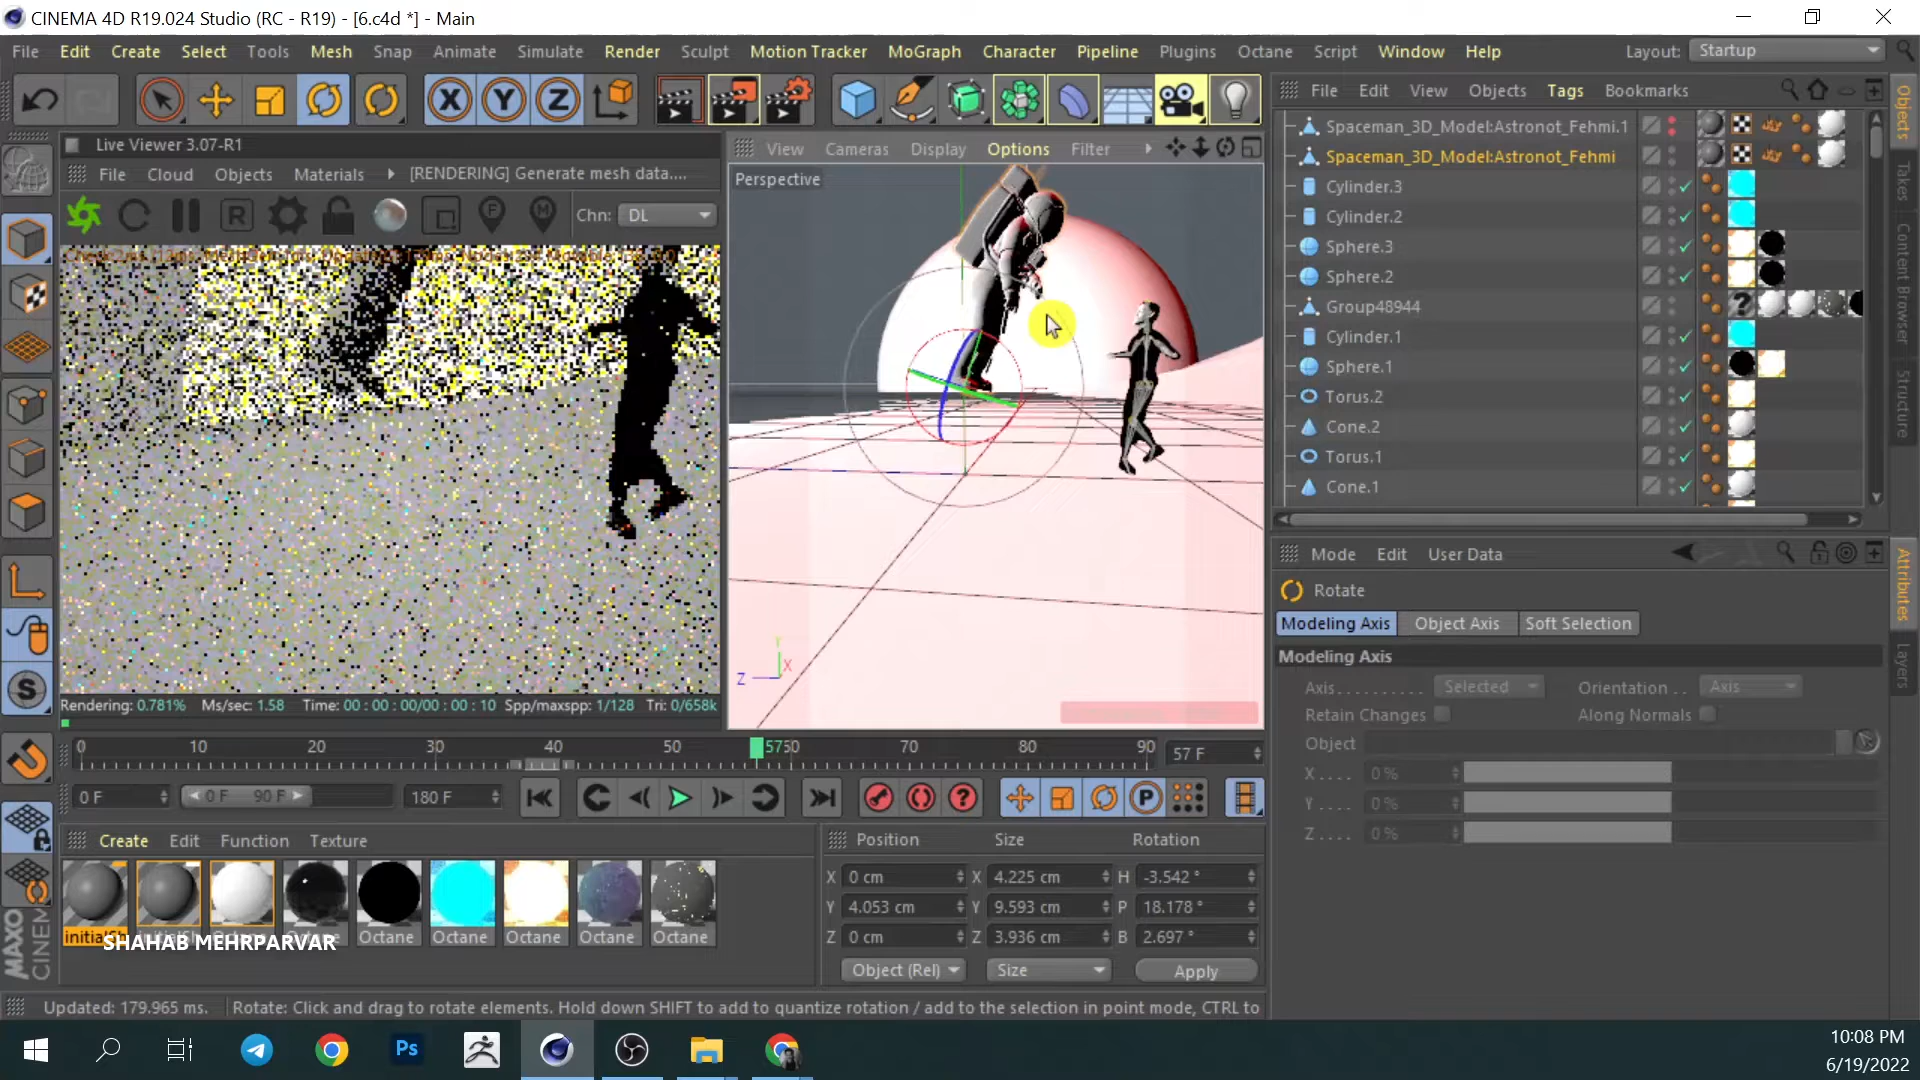 CINEMA 4D R19.024 Studio (RC - R19) - [6.c4d *] - Main
File Edit Create Select Tools Mesh Snap Animate Simulate Render Sculpt Motion Tracker MoGraph Character Pipeline Plugins Octane Script Window Help Layout: Startup
X Y Z
File Edit View Objects Tags Bookmarks
Live Viewer 3.07-R1
File Cloud Objects Materials [RENDERING] Generate mesh data....
R F M Chn: DL
View Cameras Display Options Filter
Perspective
Spaceman_3D_Model:Astronot_Fehmi.1
Spaceman_3D_Model:Astronot_Fehmi
Cylinder.3
Cylinder.2
Sphere.3
Sphere.2
Group48944
Cylinder.1
Sphere.1
Torus.2
Cone.2
Torus.1
Cone.1
Objects
Takes
Content Browser
Structure
Y
X
Z
Rendering: 0.781% Ms/sec: 1.58 Time: 00 : 00 : 00/00 : 00 : 10 Spp/maxspp: 1/128 Tri: 0/658k
Mode Edit User Data
Rotate
Modeling Axis Object Axis Soft Selection
Modeling Axis
Axis.......... Selected Orientation .. Axis
Retain Changes Along Normals
Object
X .... 0 %
Y .... 0 %
Z .... 0 %
Attributes
Layers
0 10 20 30 40 50 57 70 80 90 57 F
0 F 0 F 90 F 180 F
P
Create Edit Function Texture
Octane Octane Octane Octane Octane
SHAHAB MEHRPARVAR
MAXO
CINEM
Position Size Rotation
X 0 cm X 4.225 cm H -3.542 °
Y 4.053 cm Y 9.593 cm P 18.178 °
Z 0 cm Z 3.936 cm B 2.697 °
Object (Rel) Size Apply
Updated: 179.965 ms. Rotate: Click and drag to rotate elements. Hold down SHIFT to add to quantize rotation / add to the selection in point mode, CTRL to
Ps
10:08 PM
6/19/2022